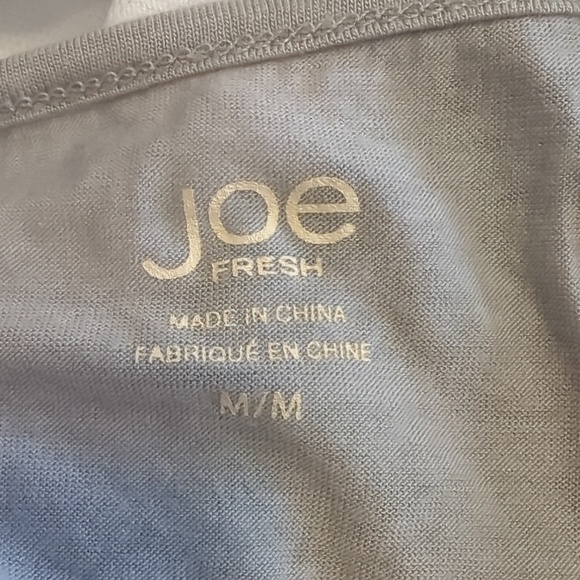 Joe
FRESH
MADE IN CHINA
FABRIQUÉ EN CHINE
M/M